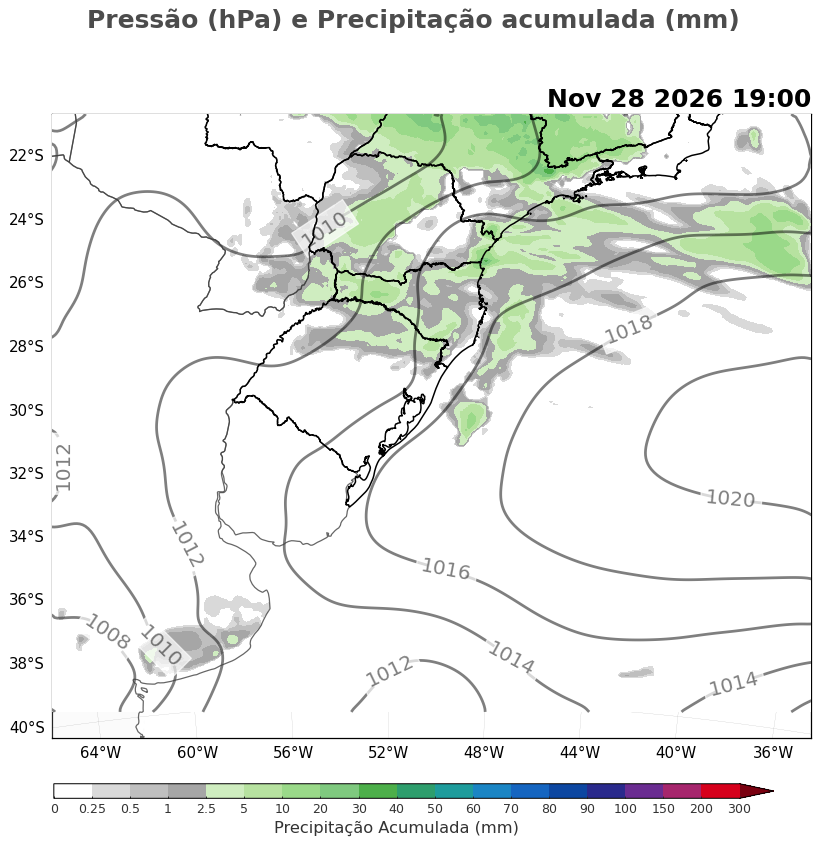 Pressão (hPa) e Precipitação acumulada (mm)
Nov 28 2026 19:00
22°S
24°S
26°S
28°S
30°S
32°S
34°S
36°S
38°S
40°S
1010
1018
1012
1020
1012
1016
1008
1010
1014
1012
1014
64°W 60°W 56°W 52°W 48°W 44°W 40°W 36°W
0 0.25 0.5 1 2.5 5 10 20 30 40 50 60 70 80 90 100 150 200 300
Precipitação Acumulada (mm)